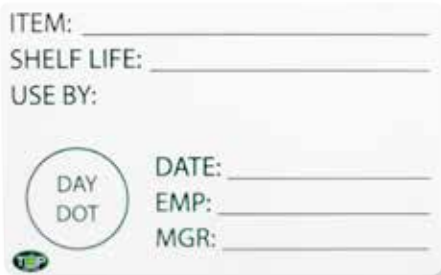 ITEM:
SHELF LIFE:
USE BY:
DAY
DOT
DATE:
EMP:
MGR: